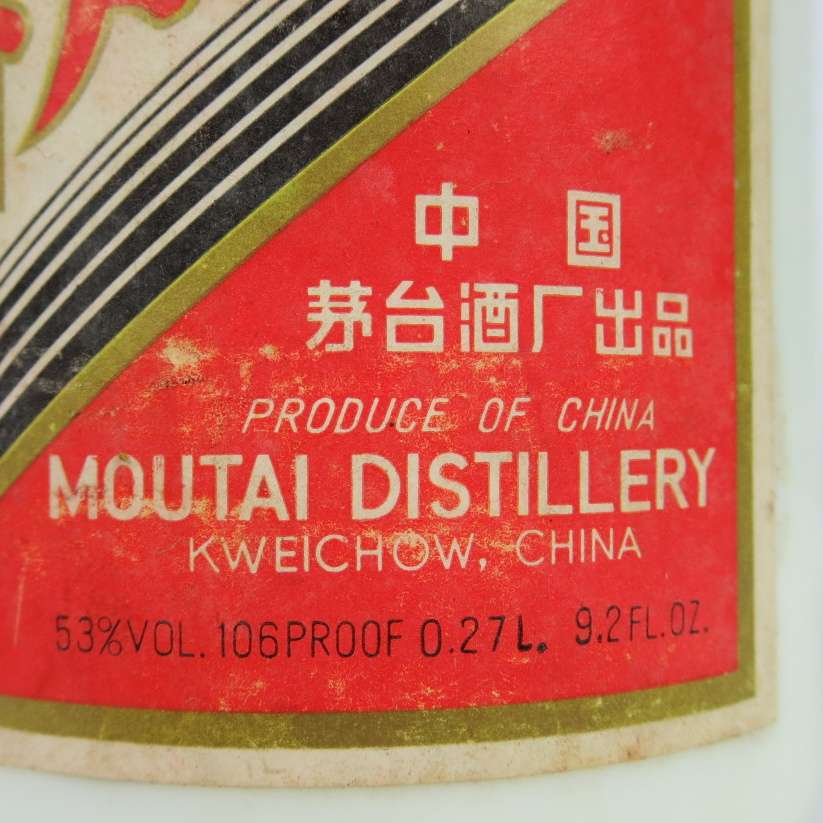 中国
茅台酒厂出品
PRODUCE OF CHINA
MOUTAI DISTILLERY
KWEICHOW, CHINA
53%VOL. 106PROOF 0.27L. 9.2FL.OZ.